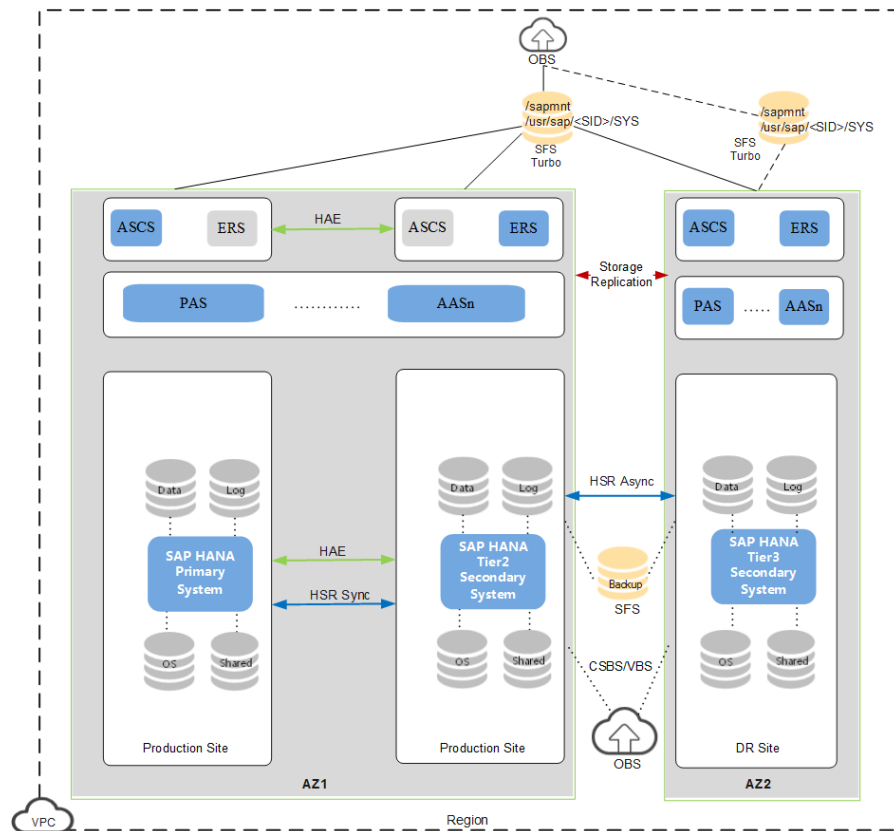 OBS
/sapmnt
/usr/sap/<SID>/SYS
SFS
Turbo
/sapmnt
/usr/sap/<SID>/SYS
SFS
Turbo
ASCS
ERS
HAE
ASCS
ERS
ASCS
ERS
Storage
Replication
PAS
............
AASn
PAS
.....
AASn
Data
Log
Data
Log
HSR Async
Data
Log
SAP HANA
Primary
System
HAE
HSR Sync
SAP HANA
Tier2
Secondary
System
Backup
SFS
SAP HANA
Tier3
Secondary
System
OS
Shared
OS
Shared
CSBS/VBS
OS
Shared
Production Site
Production Site
OBS
DR Site
AZ1
AZ2
VPC
Region